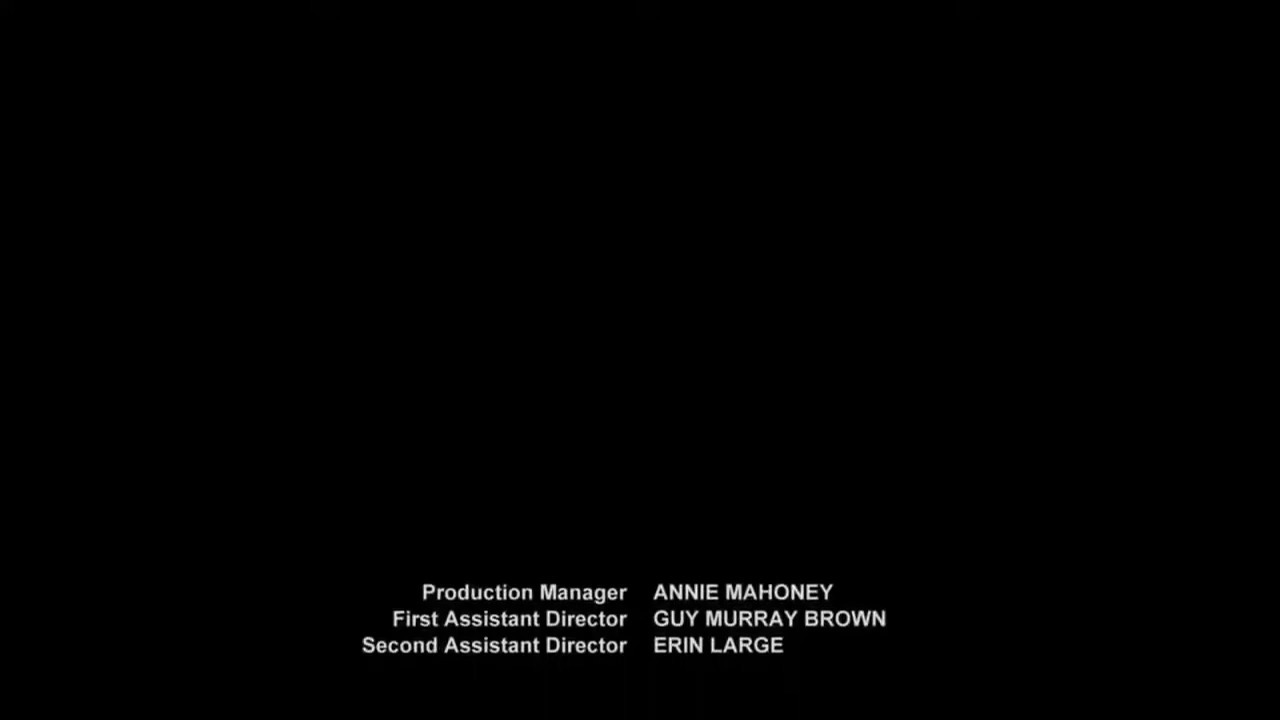 Production Manager ANNIE MAHONEY
First Assistant Director GUY MURRAY BROWN
Second Assistant Director ERIN LARGE